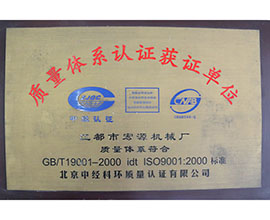 质量体系认证获证单位
江都市宏源机械厂
质量体系符合
GB/T19001-2000 idt ISO9001:2000 标准
北京中经科环质量认证有限公司